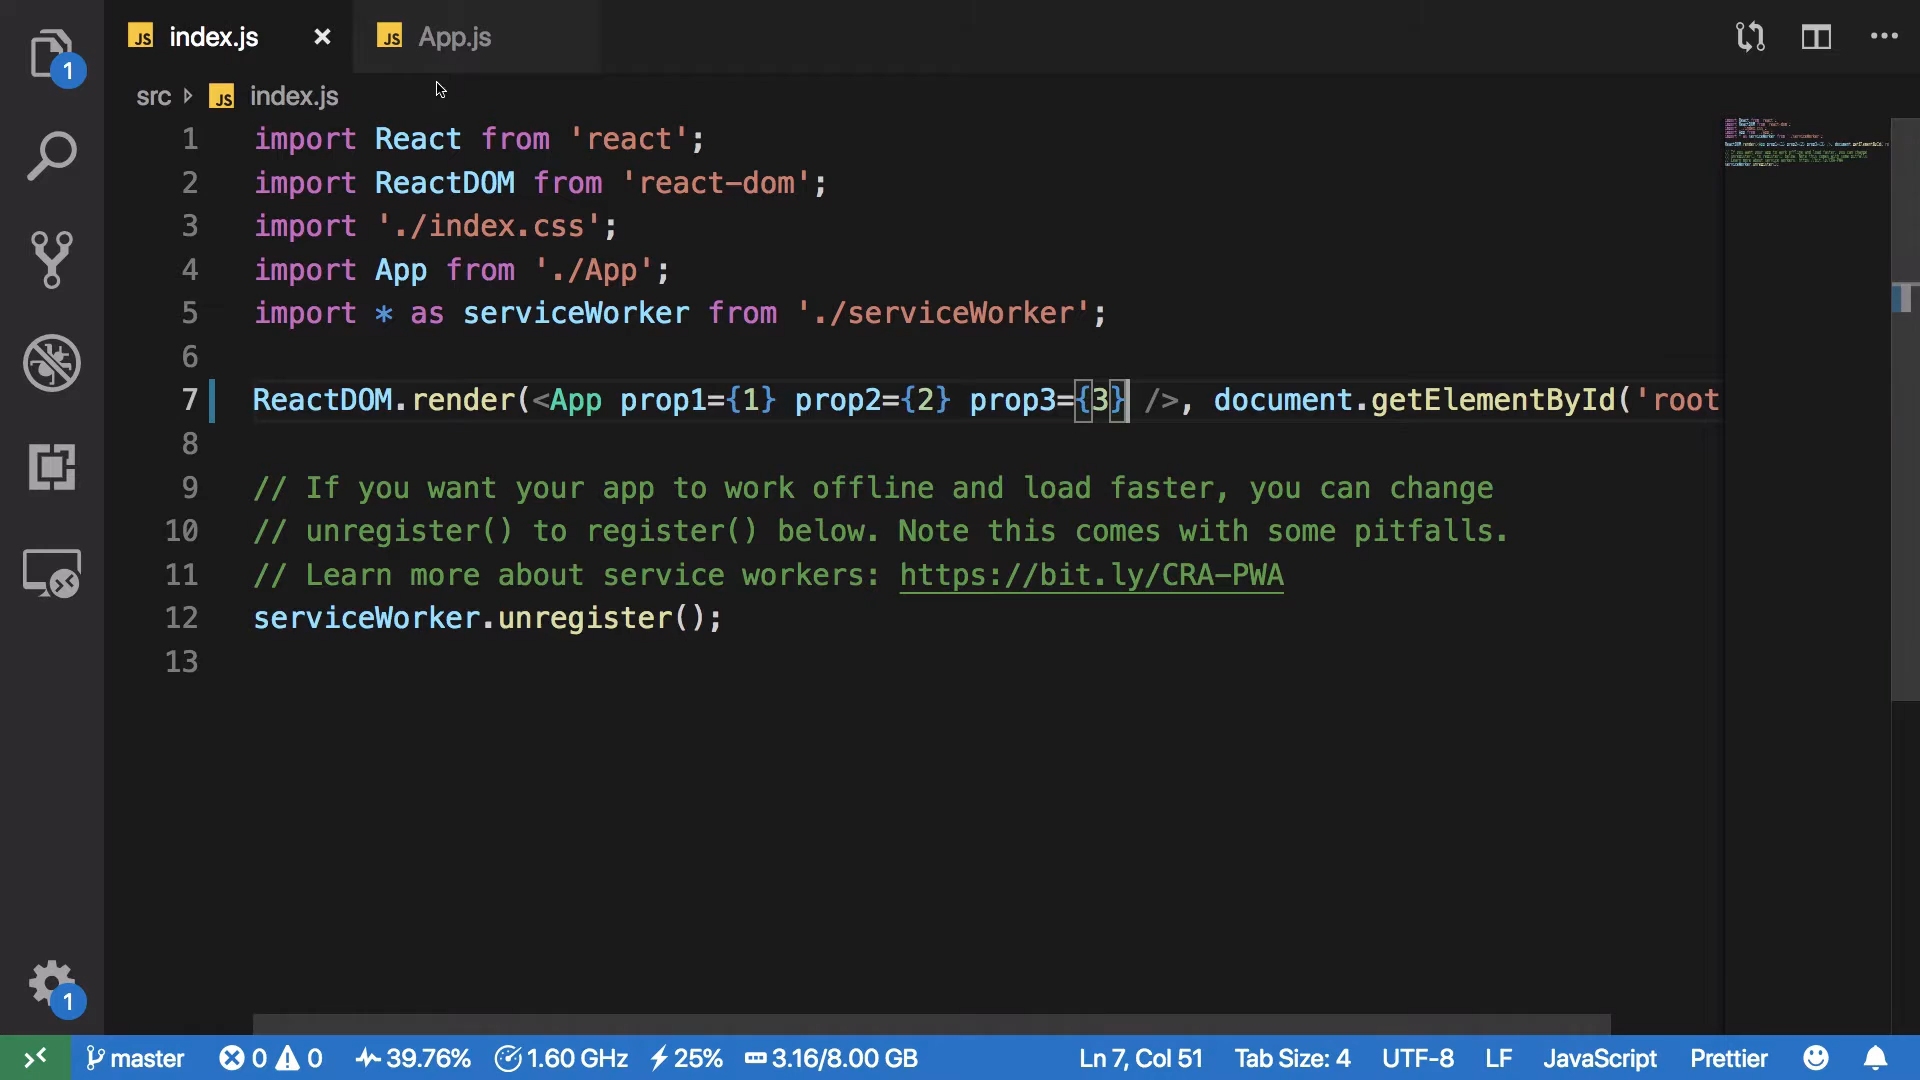 JS index.js × JS App.js
1
src JS index.js
1 import React from 'react';
2 import ReactDOM from 'react-dom';
3 import './index.css';
4 import App from './App';
5 import * as serviceWorker from './serviceWorker';
6
7 ReactDOM.render(<App prop1={1} prop2={2} prop3={3} />, document.getElementById('root
8
9 // If you want your app to work offline and load faster, you can change
10 // unregister() to register() below. Note this comes with some pitfalls.
11 // Learn more about service workers: https://bit.ly/CRA-PWA
12 serviceWorker.unregister();
13
1
master 0 0 39.76% 1.60 GHz 25% 3.16/8.00 GB Ln 7, Col 51 Tab Size: 4 UTF-8 LF JavaScript Prettier